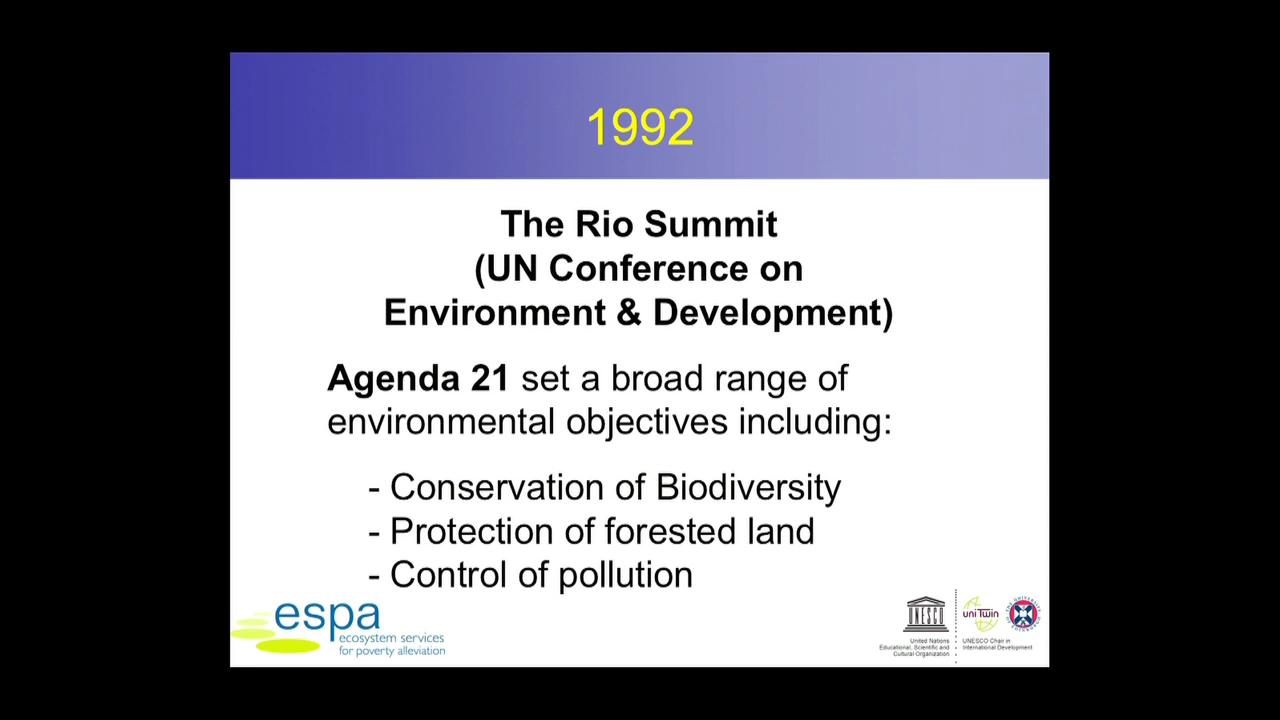 1992
The Rio Summit
(UN Conference on
Environment & Development)
Agenda 21 set a broad range of
environmental objectives including:
- Conservation of Biodiversity
- Protection of forested land
- Control of pollution
espa
ecosystem services
for poverty alleviation
UNESCO
United Nations
Educational, Scientific and
Cultural Organization
uniTwin
UNESCO Chair in
International Development